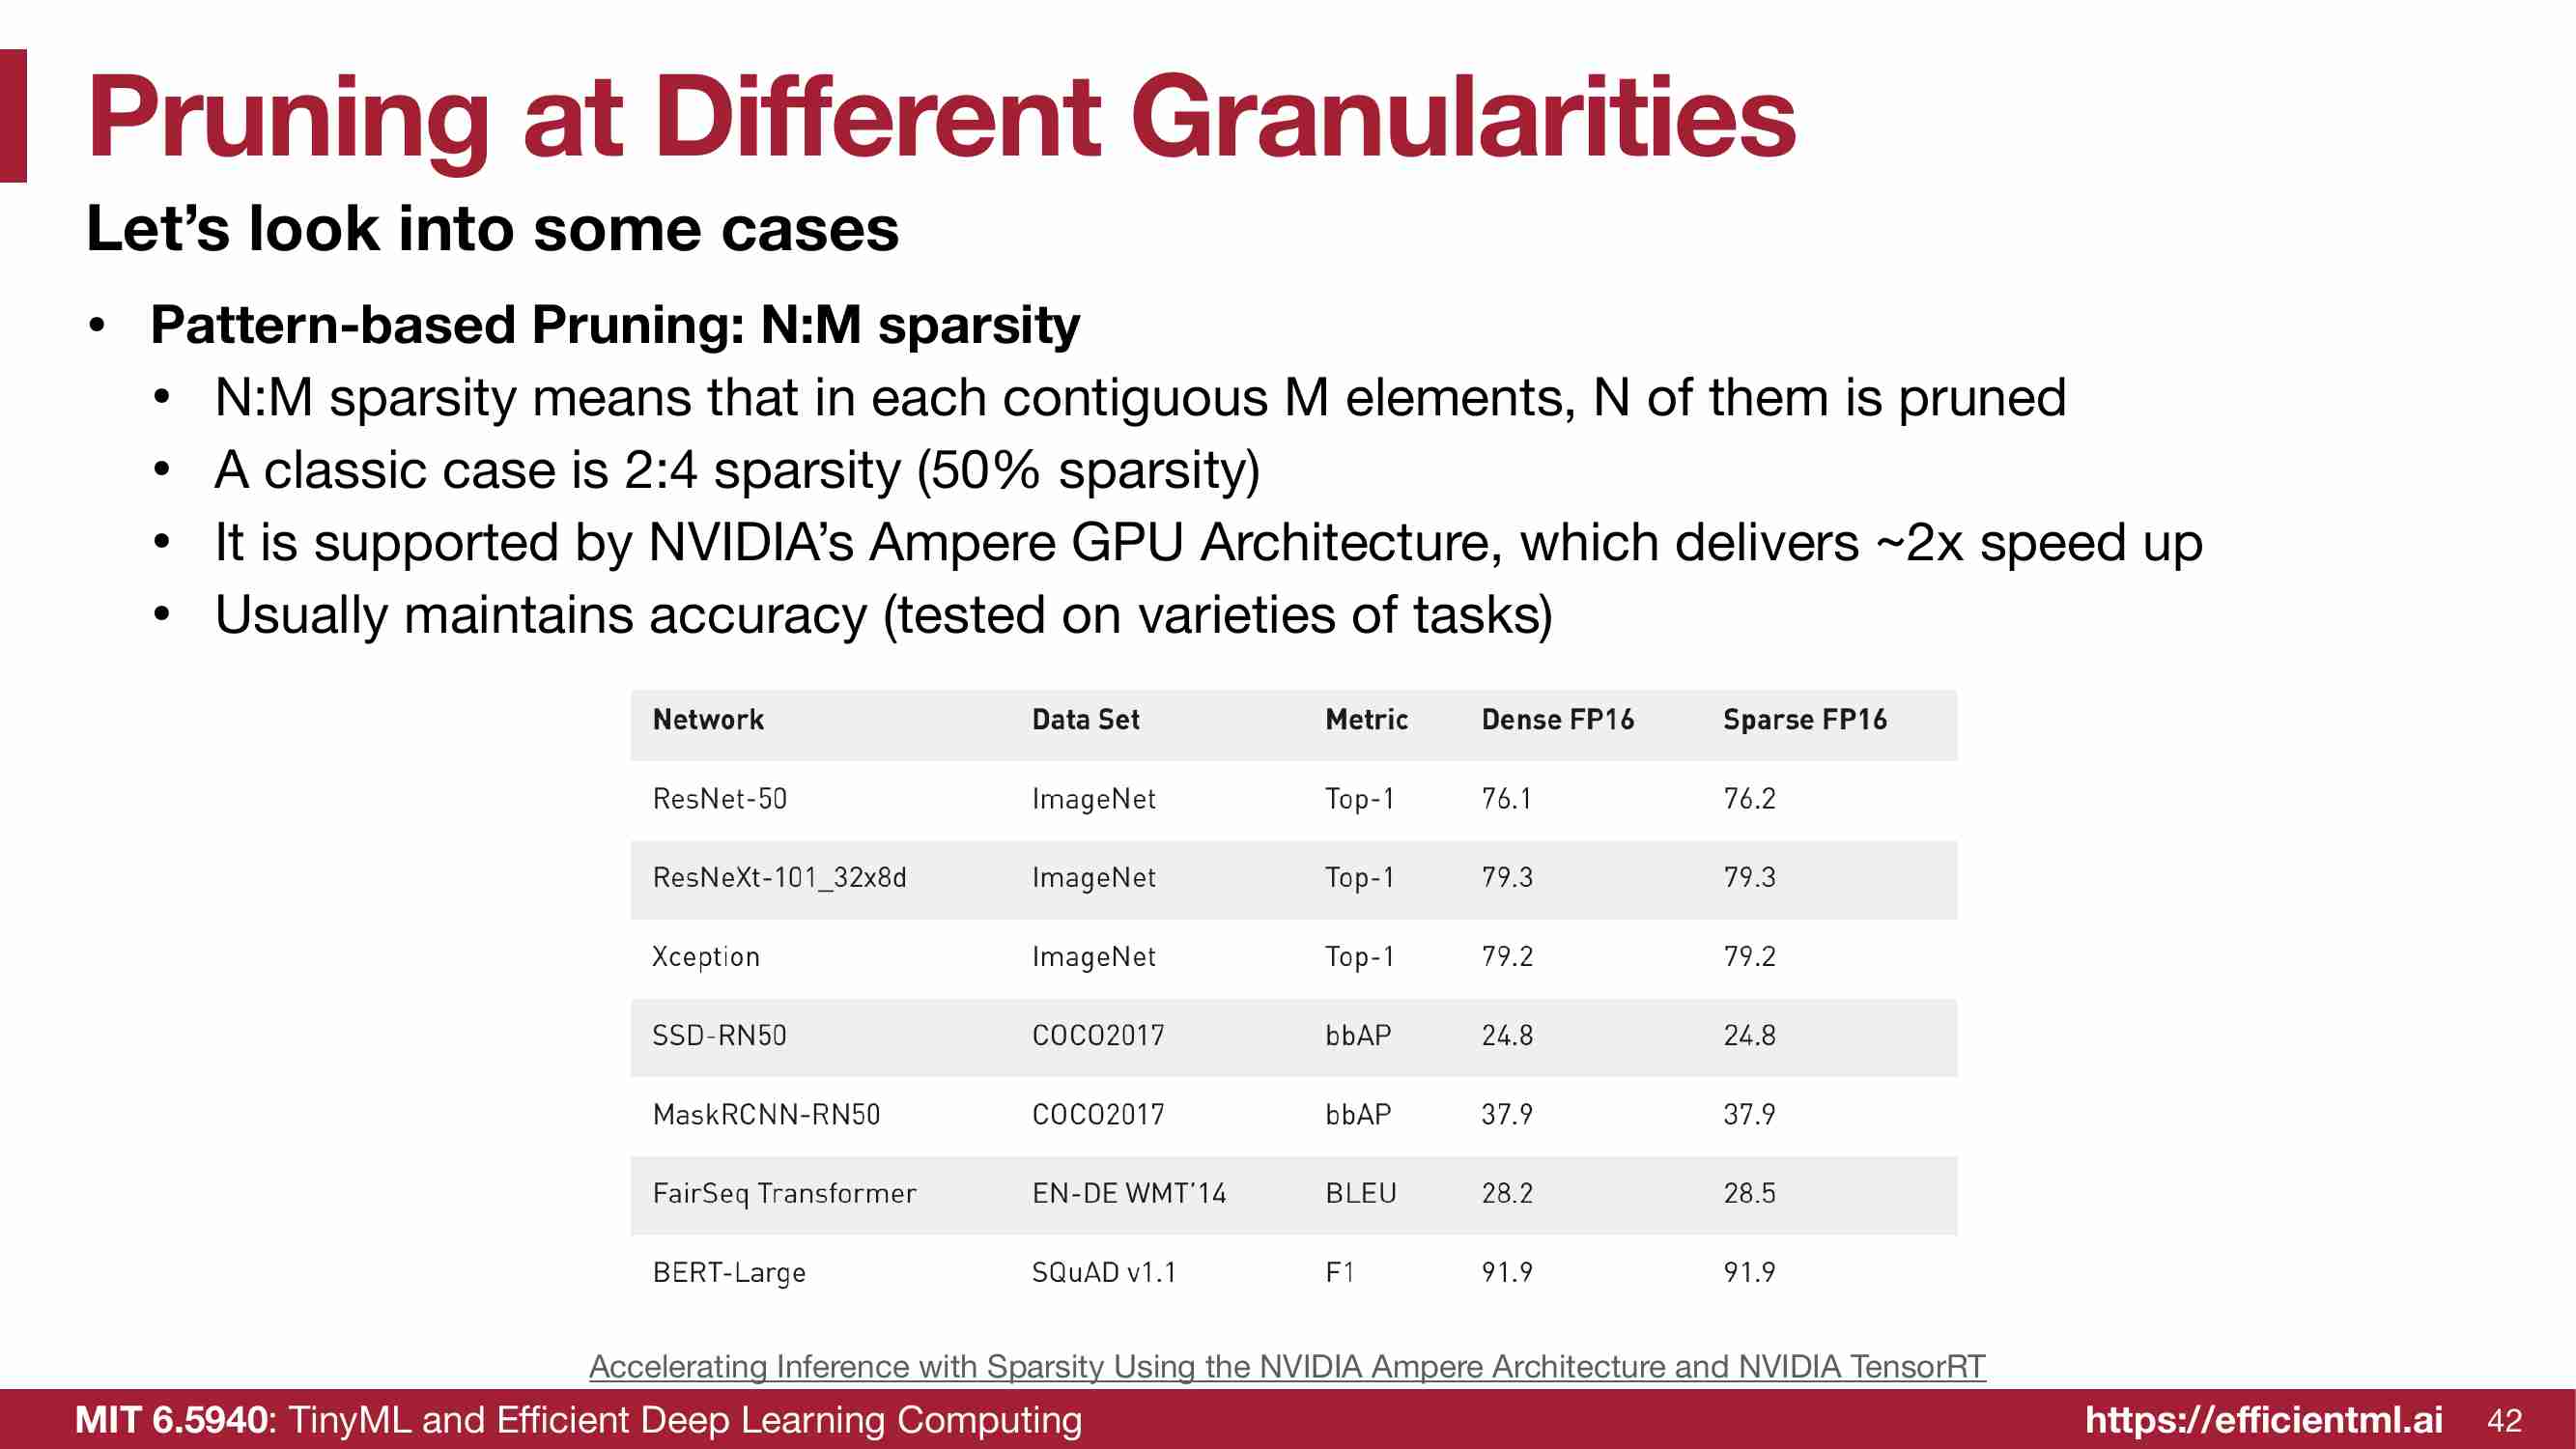 Pruning at Different Granularities
Let’s look into some cases
• Pattern-based Pruning: N:M sparsity
• N:M sparsity means that in each contiguous M elements, N of them is pruned
• A classic case is 2:4 sparsity (50% sparsity)
• It is supported by NVIDIA’s Ampere GPU Architecture, which delivers ~2x speed up
• Usually maintains accuracy (tested on varieties of tasks)
Network Data Set Metric Dense FP16 Sparse FP16
ResNet-50 ImageNet Top-1 76.1 76.2
ResNeXt-101_32x8d ImageNet Top-1 79.3 79.3
Xception ImageNet Top-1 79.2 79.2
SSD-RN50 COCO2017 bbAP 24.8 24.8
MaskRCNN-RN50 COCO2017 bbAP 37.9 37.9
FairSeq Transformer EN-DE WMT’14 BLEU 28.2 28.5
BERT-Large SQuAD v1.1 F1 91.9 91.9
Accelerating Inference with Sparsity Using the NVIDIA Ampere Architecture and NVIDIA TensorRT
MIT 6.5940: TinyML and Efficient Deep Learning Computing https://efficientml.ai 42